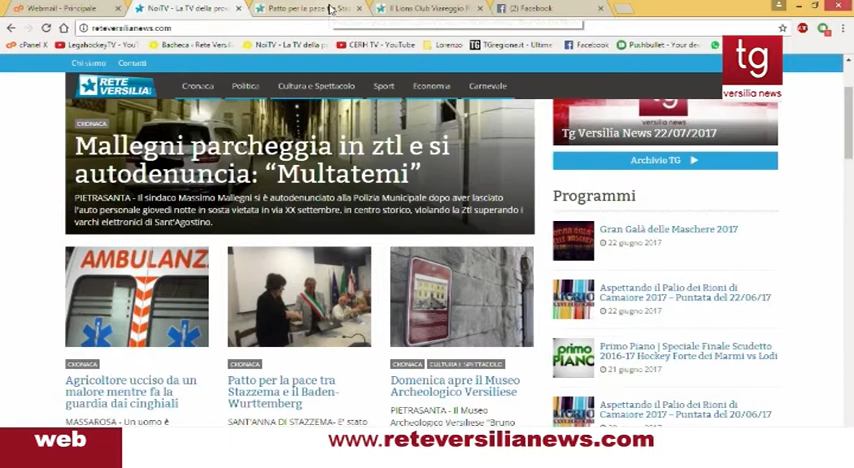 Webmail - Principale
NoiTV - La TV della prov
Patto per la pace
Il Lions Club Viareggio
Facebook
reteversilianews.com
cPanel X
LegahockeyTV - YouT
Bacheca - Rete Versili
NoiTV - La TV della p
CERH TV - YouTube
Lorenzo
TGregione.it - Ultime
Facebook
Pushbullet - Your de
Chi siamo
Contatti
RETE
VERSILIA
Cronaca
Politica
Cultura e Spettacolo
Sport
Economia
Carnevale
tg
versilia news
CRONACA
Mallegni parcheggia in ztl e si
autodenuncia: “Multatemi”
PIETRASANTA - Il sindaco Massimo Mallegni si è autodenunciato alla Polizia Municipale dopo aver lasciato
l'auto personale giovedì notte in sosta vietata in via XX settembre, in centro storico, violando la Ztl superando i
varchi elettronici di Sant'Agostino.
versilia news
Tg Versilia News 22/07/2017
Archivio TG
Programmi
Gran Galà delle Maschere 2017
22 giugno 2017
Aspettando il Palio dei Rioni di
Camaiore 2017 – Puntata del 22/06/17
22 giugno 2017
primo
PIANO
Primo Piano | Speciale Finale Scudetto
2016-17 Hockey Forte dei Marmi vs Lodi
21 giugno 2017
Aspettando il Palio dei Rioni di
Camaiore 2017 – Puntata del
AMBULANZ
CRONACA
Agricoltore ucciso da un
malore mentre fa la
guardia dai cinghiali
MASSAROSA - Un uomo è
CRONACA
Patto per la pace tra
Stazzema e il Baden-
Wurttemberg
SANT'ANNA DI STAZZEMA- E' stato
CRONACA
CULTURA E SPETTACOLO
Domenica apre il Museo
Archeologico Versiliese
PIETRASANTA - Il Museo
Archeologico Versiliese "Bruno
web
www.reteversilianews.com